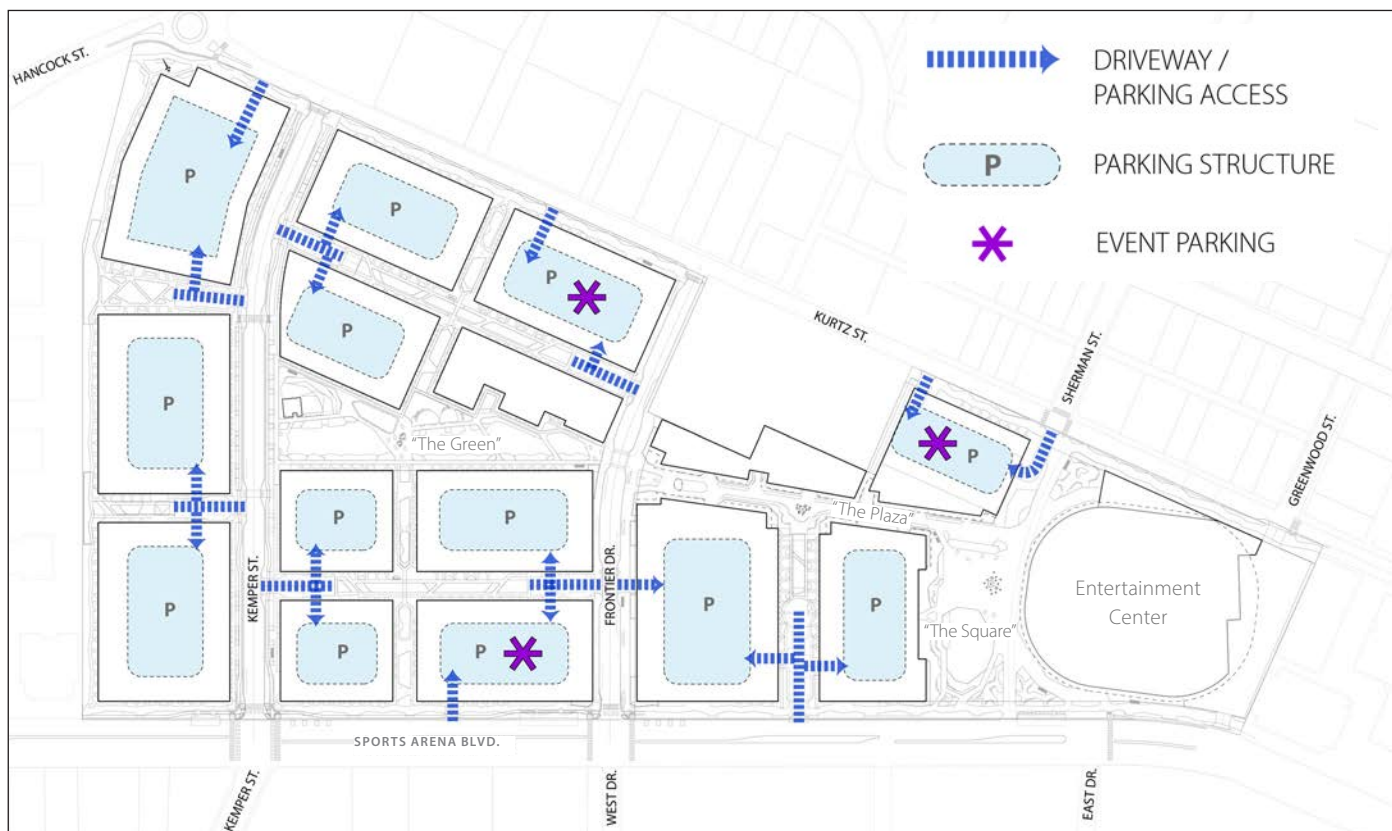 HANCOCK ST.
DRIVEWAY /
PARKING ACCESS
P
PARKING STRUCTURE
EVENT PARKING
P
P
P
P
KURTZ ST.
SHERMAN ST.
GREENWOOD ST.
P
P
"The Green"
"The Plaza"
P
P
P
P
KEMPER ST.
FRONTIER DR.
P
P
Entertainment
Center
"The Square"
P
P
SPORTS ARENA BLVD.
KEMPER ST.
WEST DR.
EAST DR.